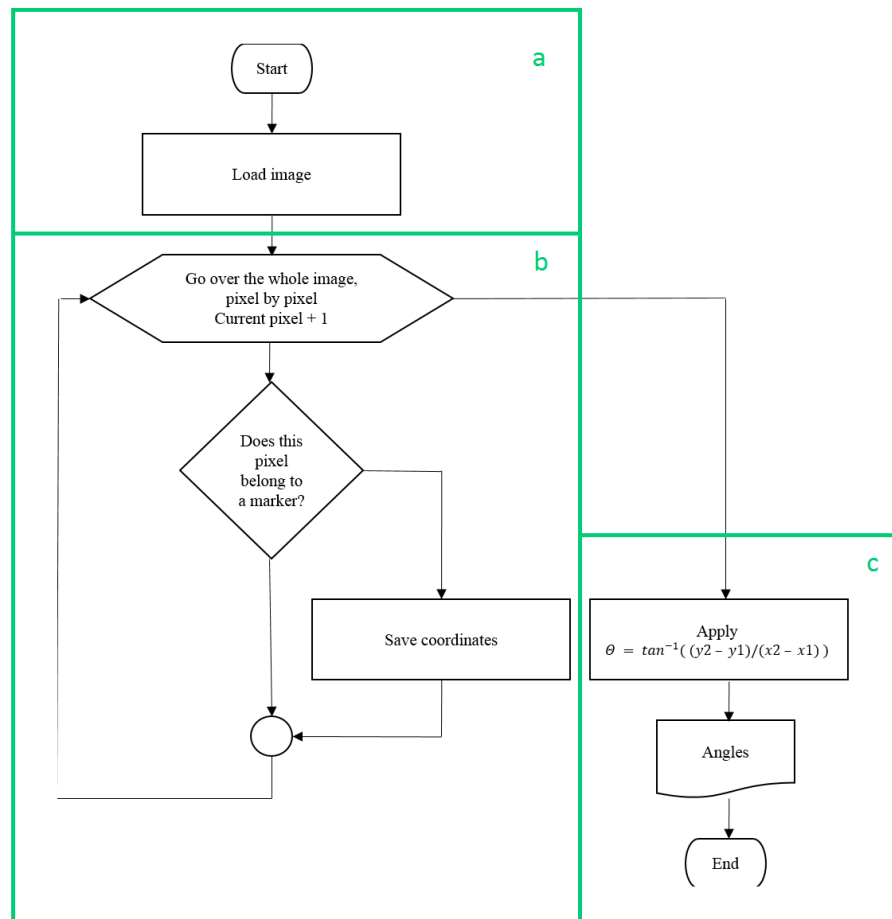 a
Start
Load image
b
Go over the whole image,
pixel by pixel
Current pixel + 1
Does this
pixel
belong to
a marker?
Save coordinates
c
Apply
𝛳 = 𝑡𝑎𝑛⁻¹( (𝑦2 − 𝑦1)/(𝑥2 − 𝑥1) )
Angles
End